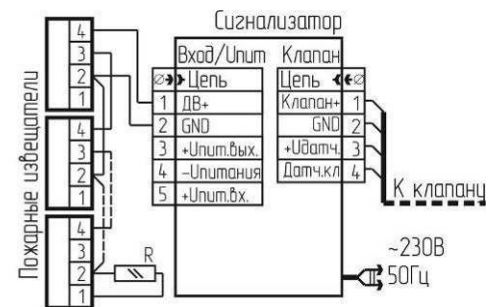 Сигнализатор
Пожарные извещатели
4
3
2
1
4
3
2
1
4
3
2
1
R
Вход/Uпит
Цепь
1 ДВ+
2 GND
3 +Uпит.вых.
4 -Uпитания
5 +Uпит.вх.
Клапан
Цепь
Клапан+ 1
GND 2
+Uдатч. 3
Датч.кл 4
К клапану
~230В
50Гц